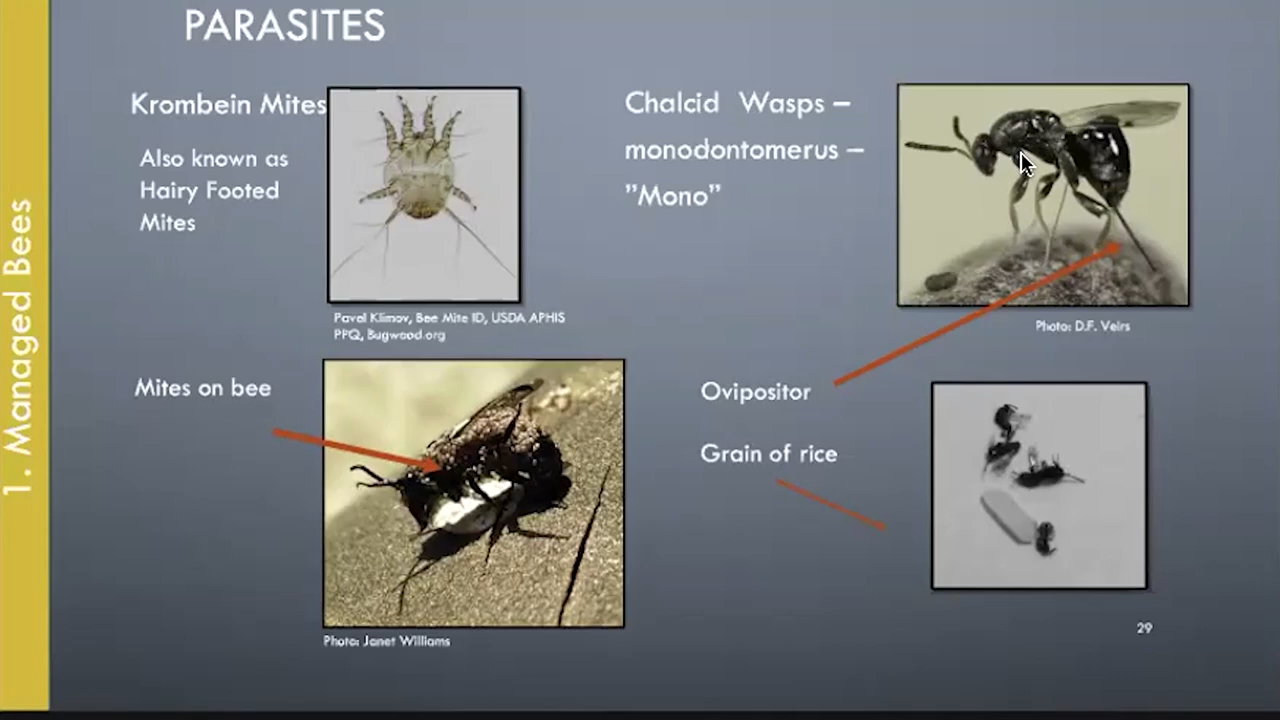 PARASITES
Krombein Mites
Also known as
Hairy Footed
Mites
Pavel Klimov, Bee Mite ID, USDA APHIS
PPQ, Bugwood.org
Mites on bee
Photo: Janet Williams
Chalcid Wasps –
monodontomerus –
”Mono”
Photo: D.F. Veirs
Ovipositor
Grain of rice
29
1. Managed Bees